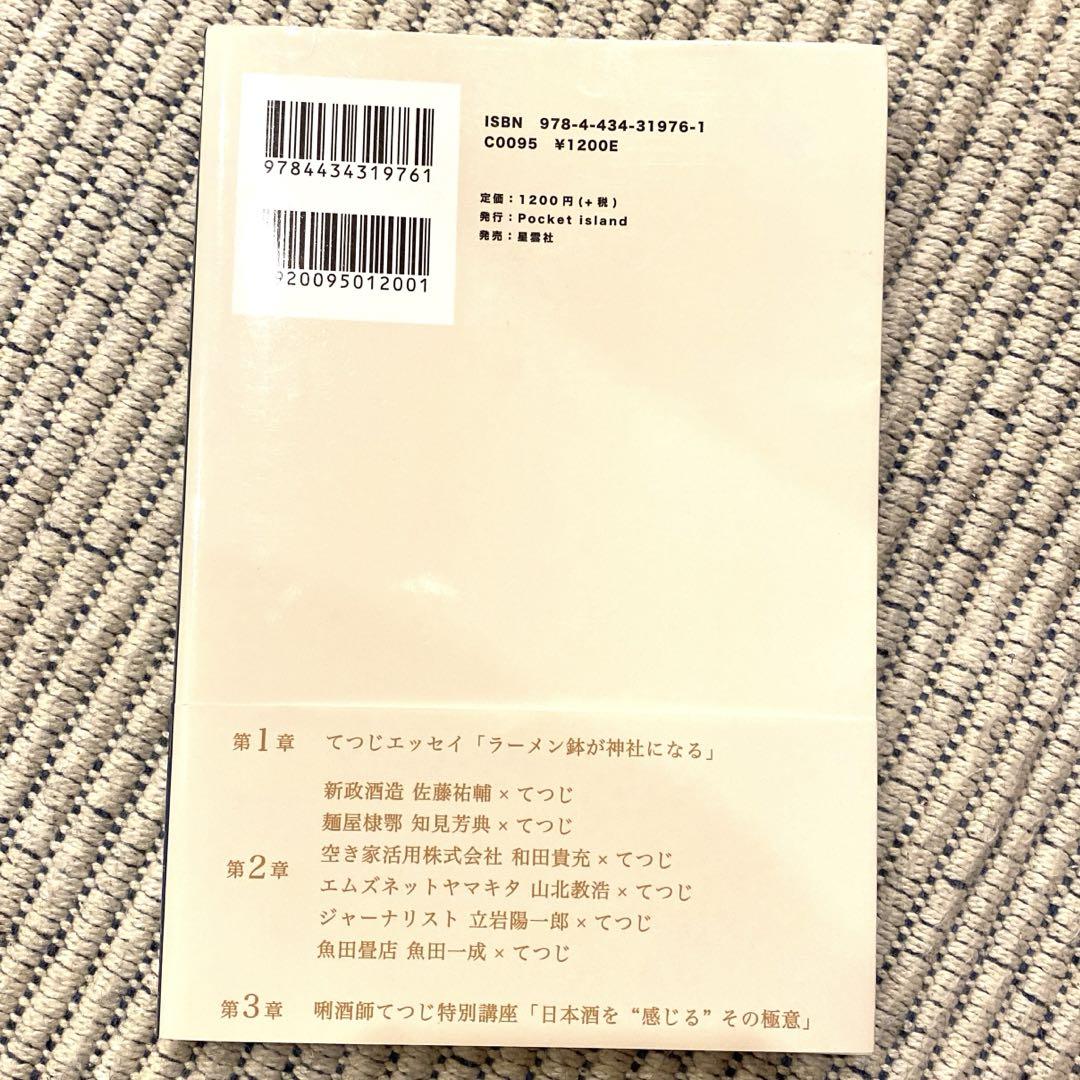 9784434319761
9920095012001
ISBN 978-4-434-31976-1
C0095 ¥1200E
定価：1200円(+税)
発行：Pocket island
発売：星雲社
第1章 てつじエッセイ「ラーメン鉢が神社になる」
第2章
新政酒造 佐藤祐輔×てつじ
麺屋棣鄂 知見芳典×てつじ
空き家活用株式会社 和田貴充×てつじ
エムズネットヤマキタ 山北教浩×てつじ
ジャーナリスト 立岩陽一郎×てつじ
魚田畳店 魚田一成×てつじ
第3章 唎酒師てつじ特別講座「日本酒を“感じる”その極意」